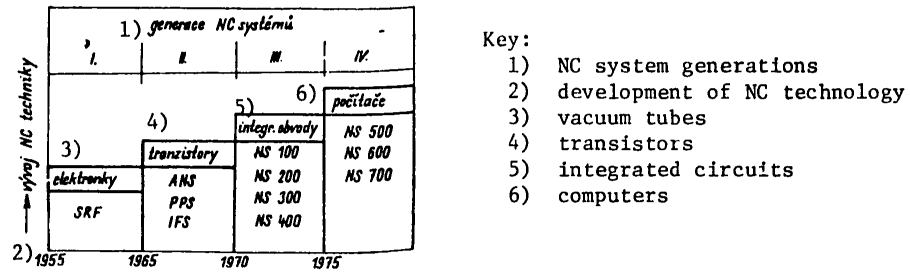 1) generace NC systémů
I. II. III. IV.
6) počítače
5) integr. obvody
4) tranzistory
3) elektronky
SRF
ANS
PPS
IFS
NS 100
NS 200
NS 300
NS 400
NS 500
NS 600
NS 700
vývoj NC techniky
2) 1955 1965 1970 1975
Key:
1) NC system generations
2) development of NC technology
3) vacuum tubes
4) transistors
5) integrated circuits
6) computers